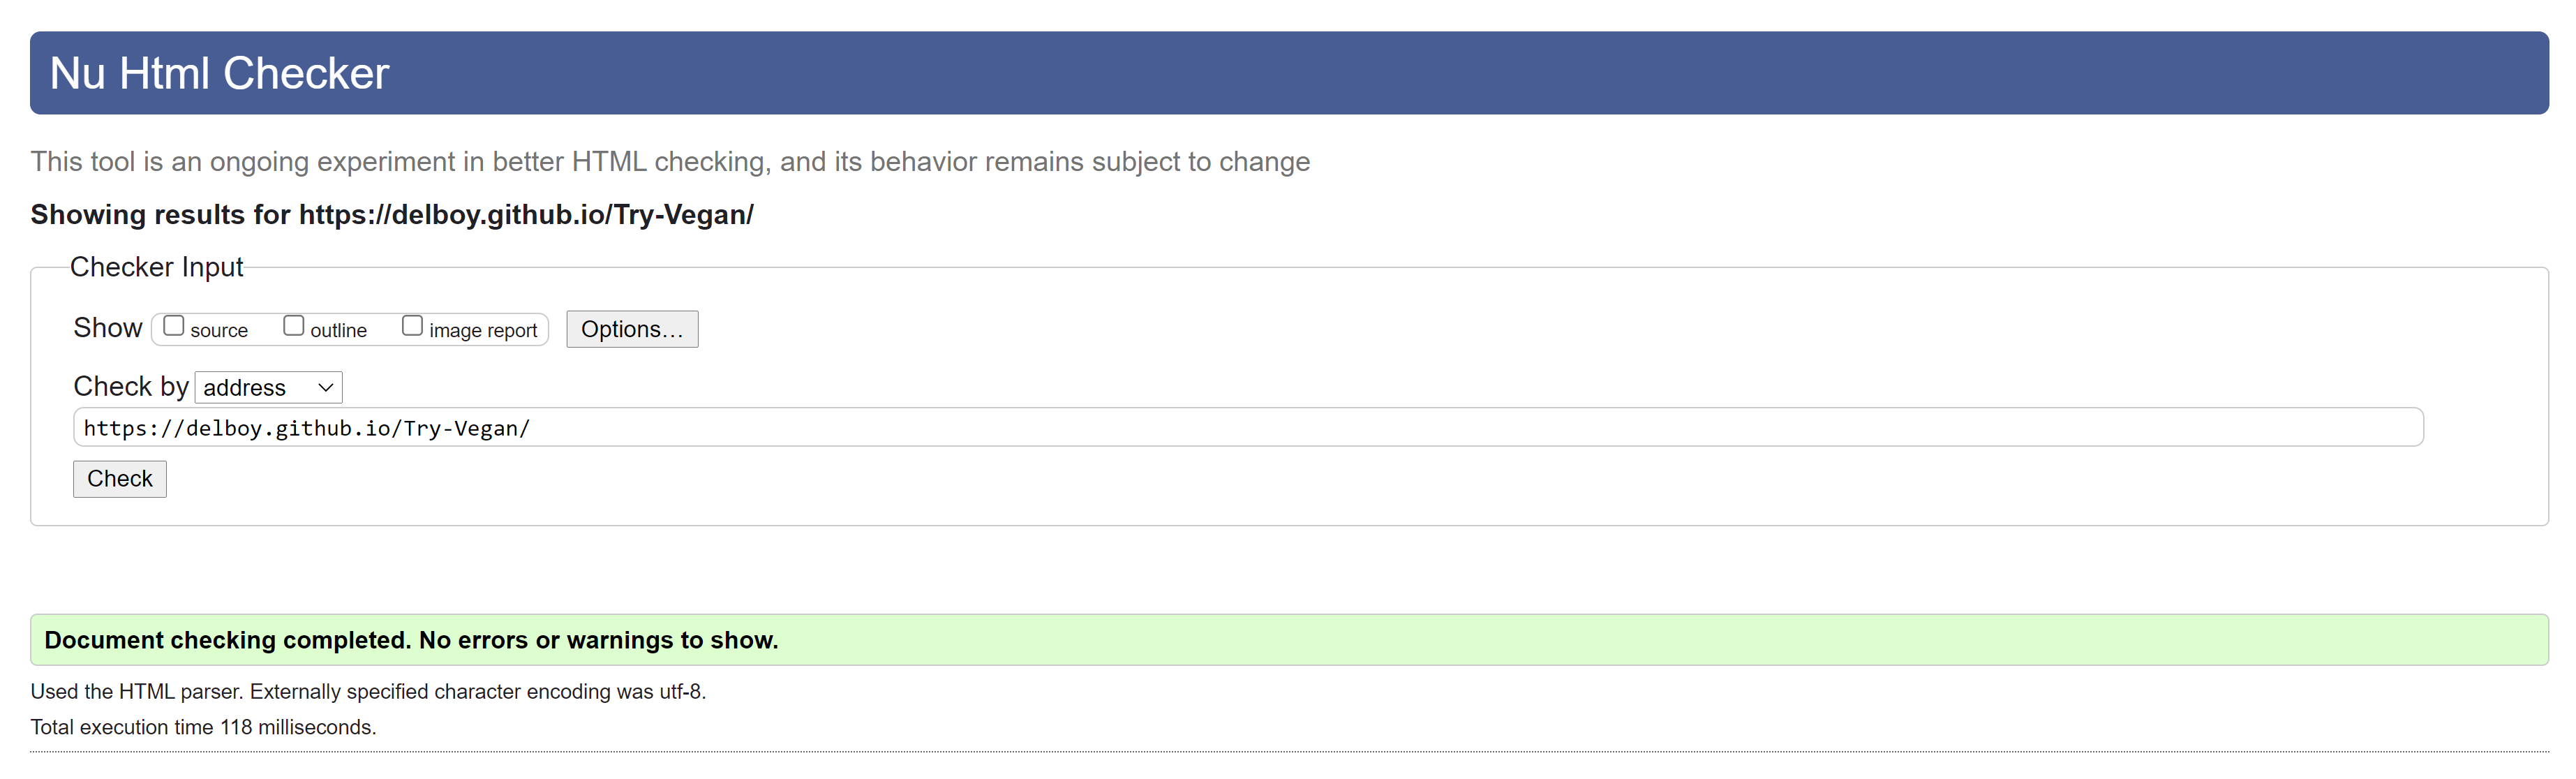 Nu Html Checker
This tool is an ongoing experiment in better HTML checking, and its behavior remains subject to change
Showing results for https://delboy.github.io/Try-Vegan/
Checker Input
Show source outline image report Options…
Check by address
https://delboy.github.io/Try-Vegan/
Check
Document checking completed. No errors or warnings to show.
Used the HTML parser. Externally specified character encoding was utf-8.
Total execution time 118 milliseconds.